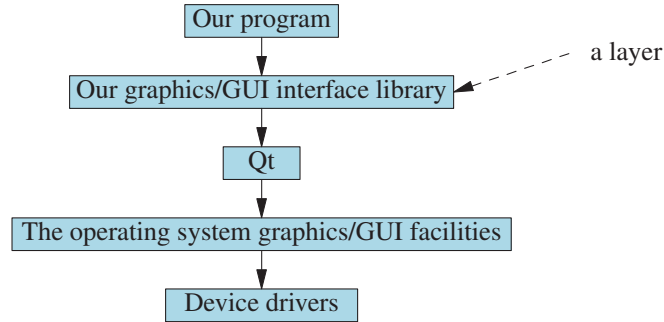 Our program
a layer
Our graphics/GUI interface library
Qt
The operating system graphics/GUI facilities
Device drivers